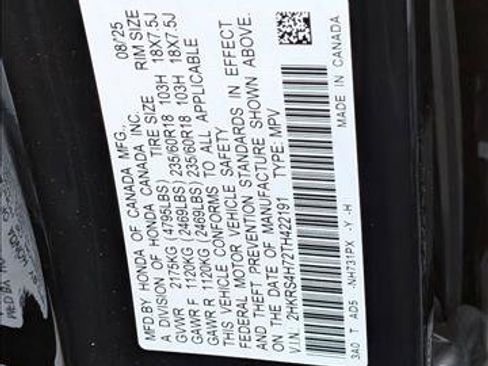 MFD.BY HONDA OF CANADA MFG., 08/'25
A DIVISION OF HONDA CANADA INC.
TIRE SIZE RIM SIZE
GVWR 2175KG (4795LBS)
GAWR F 1120KG (2469LBS) 235/60R18 103H 18X7.5J
GAWR R 1120KG (2469LBS) 235/60R18 103H 18X7.5J
THIS VEHICLE CONFORMS TO ALL APPLICABLE
FEDERAL MOTOR VEHICLE SAFETY
AND THEFT PREVENTION STANDARDS IN EFFECT
ON THE DATE OF MANUFACTURE SHOWN ABOVE.
V.I.N. 2HKRS4H72TH422191 TYPE: MPV
3A0 T AD5 -NH731PX -Y -H MADE IN CANADA